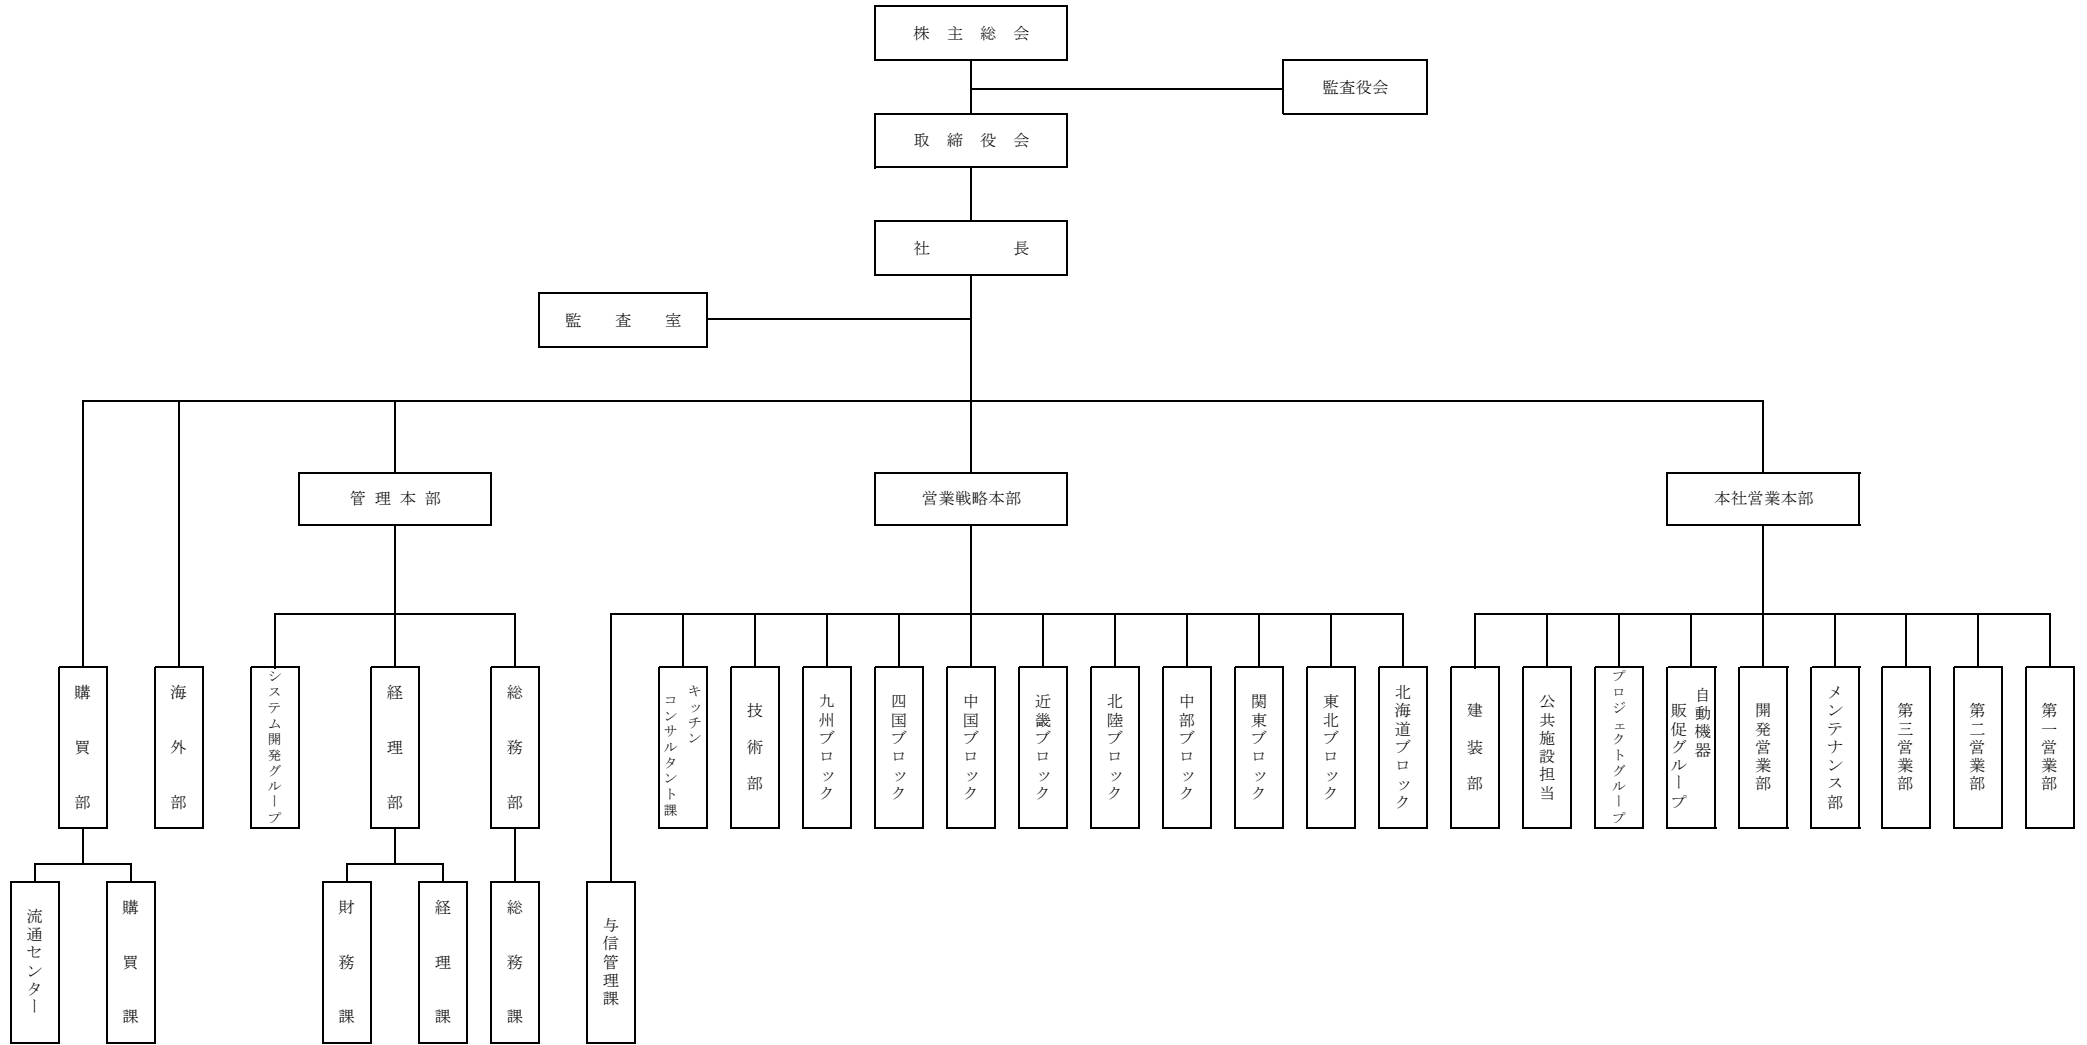 株主総会
監査役会
取締役会
社長
監査室
管理本部
営業戦略本部
本社営業本部
購買部
海外部
システム開発グループ
経理部
総務部
キッチン
コンサルタント課
技術部
九州ブロック
四国ブロック
中国ブロック
近畿ブロック
北陸ブロック
中部ブロック
関東ブロック
東北ブロック
北海道ブロック
建装部
公共施設担当
プロジェクトグループ
自動機器
販促グループ
開発営業部
メンテナンス部
第三営業部
第二営業部
第一営業部
流通センター
購買課
財務課
経理課
総務課
与信管理課